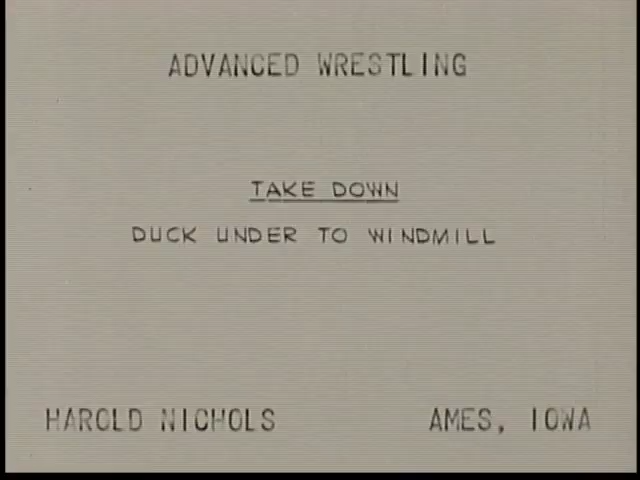 ADVANCED WRESTLING
TAKE DOWN
DUCK UNDER TO WINDMILL
HAROLD NICHOLS
AMES, IOWA